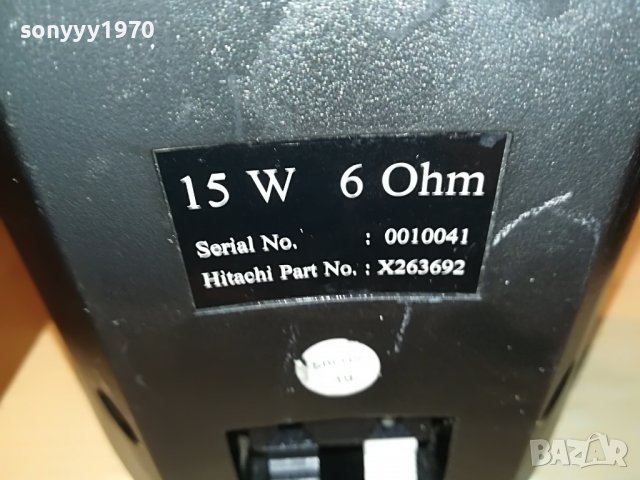 sonyyy1970
15 W 6 Ohm
Serial No. : 0010041
Hitachi Part No. : X263692
BAZAR
bg